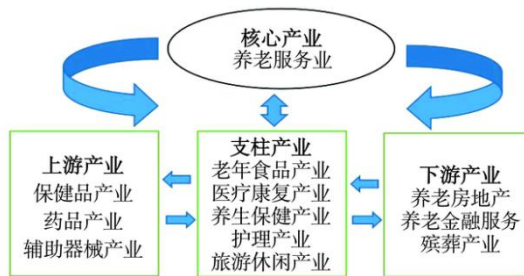 核心产业
养老服务业
上游产业
保健品产业
药品产业
辅助器械产业
支柱产业
老年食品产业
医疗康复产业
养生保健产业
护理产业
旅游休闲产业
下游产业
养老房地产
养老金融服务
殡葬产业